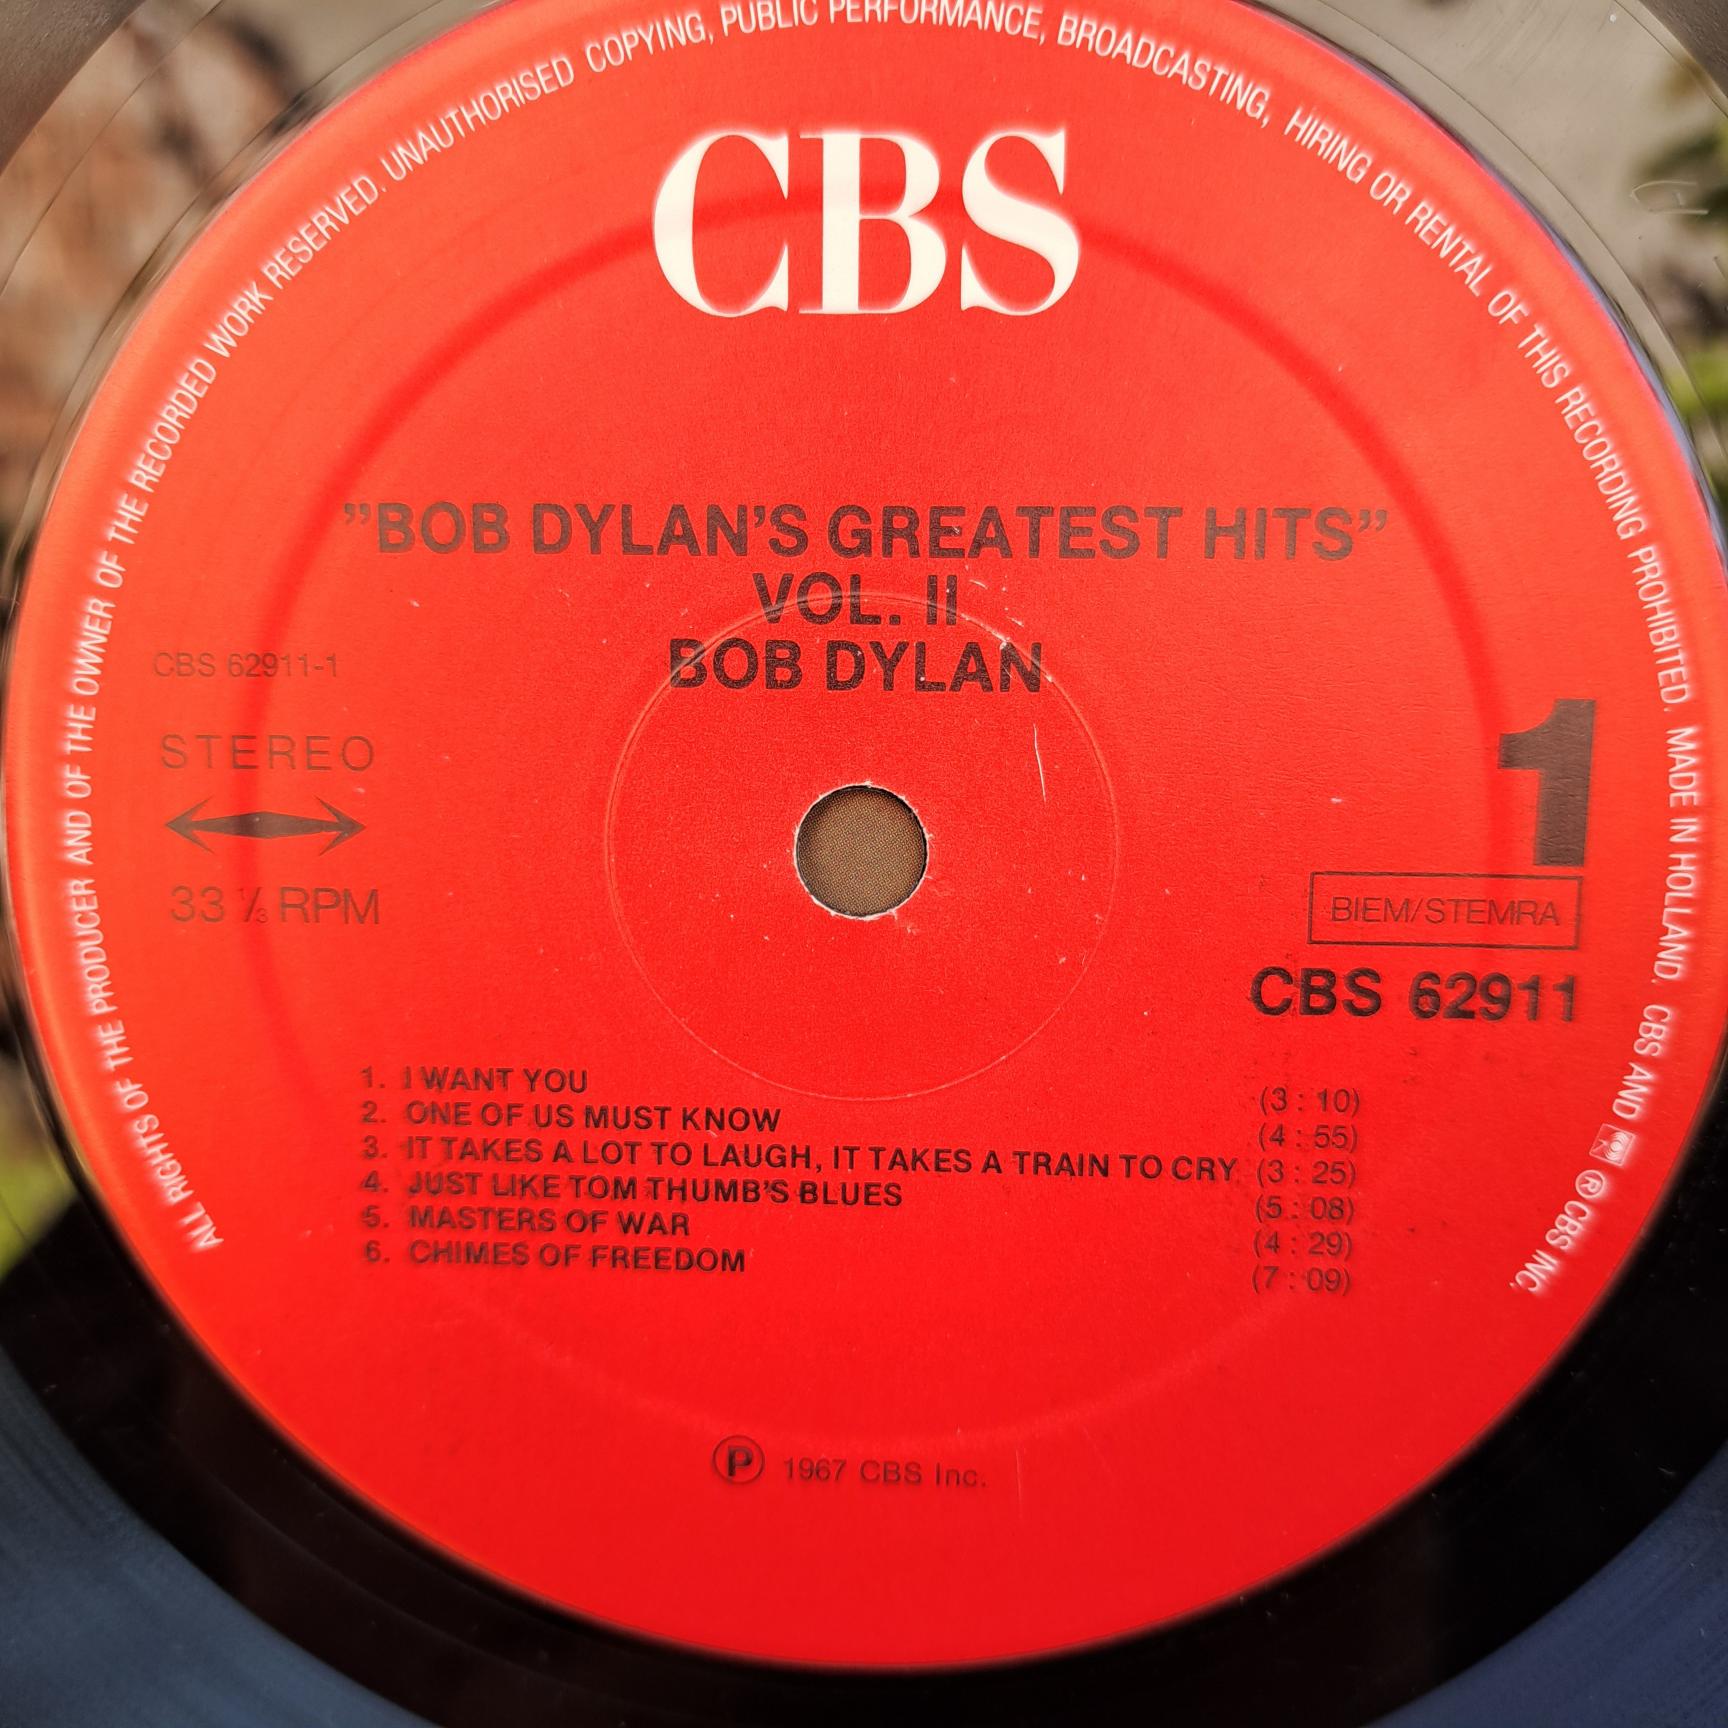 ALL RIGHTS OF THE PRODUCER AND OF THE OWNER OF THE RECORDED WORK RESERVED. UNAUTHORISED COPYING, PUBLIC PERFORMANCE, BROADCASTING, HIRING OR RENTAL OF THIS RECORDING PROHIBITED. MADE IN HOLLAND. CBS AND ® CBS INC.
CBS
”BOB DYLAN’S GREATEST HITS”
VOL. II
BOB DYLAN
CBS 62911-1
STEREO
33 ⅓ RPM
1
BIEM/STEMRA
CBS 62911
1. I WANT YOU (3 : 10)
2. ONE OF US MUST KNOW (4 : 55)
3. IT TAKES A LOT TO LAUGH, IT TAKES A TRAIN TO CRY (3 : 25)
4. JUST LIKE TOM THUMB’S BLUES (5 : 08)
5. MASTERS OF WAR (4 : 29)
6. CHIMES OF FREEDOM (7 : 09)
Ⓟ 1967 CBS Inc.